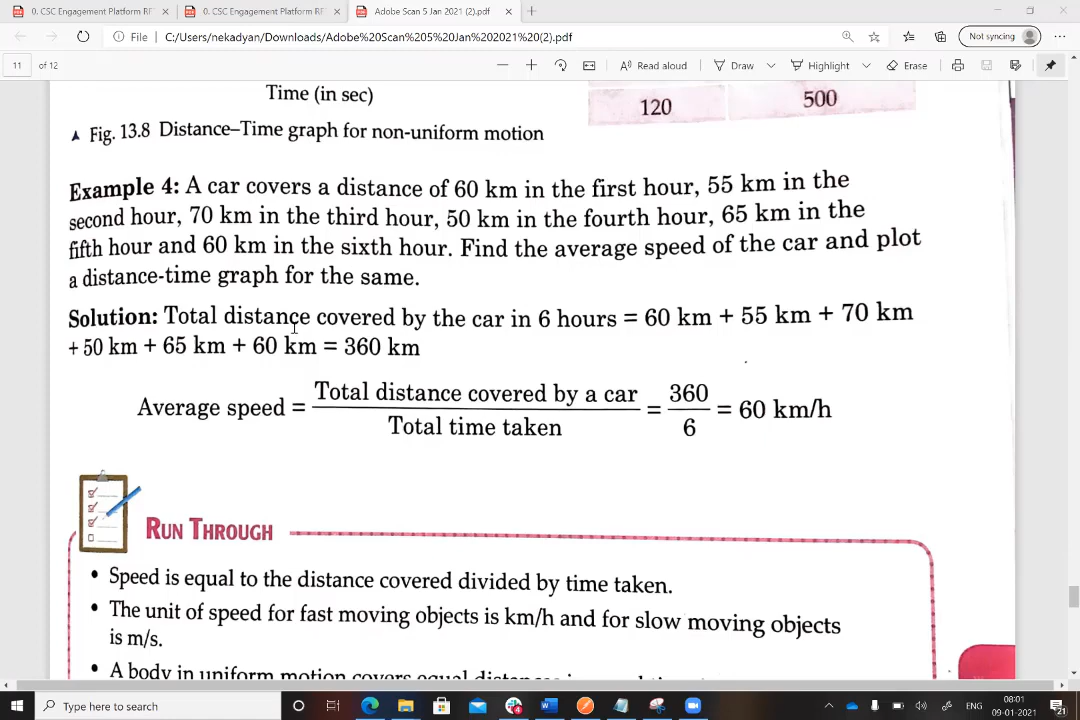 0. CSC Engagement Platform RF
0. CSC Engagement Platform RF
Adobe Scan 5 Jan 2021 (2).pdf
File
C:/Users/nekadyan/Downloads/Adobe%20Scan%205%20Jan%202021%20(2).pdf
Not syncing
11 of 12
Read aloud
Draw
Highlight
Erase
Time (in sec)
120 500
Fig. 13.8 Distance–Time graph for non-uniform motion
Example 4: A car covers a distance of 60 km in the first hour, 55 km in the
second hour, 70 km in the third hour, 50 km in the fourth hour, 65 km in the
fifth hour and 60 km in the sixth hour. Find the average speed of the car and plot
a distance-time graph for the same.
Solution: Total distance covered by the car in 6 hours = 60 km + 55 km + 70 km
+ 50 km + 65 km + 60 km = 360 km
Average speed = Total distance covered by a car / Total time taken = 360 / 6 = 60 km/h
RUN THROUGH
• Speed is equal to the distance covered divided by time taken.
• The unit of speed for fast moving objects is km/h and for slow moving objects
is m/s.
• A body in uniform motion covers equal
Type here to search
ENG
08:01
09-01-2021
21